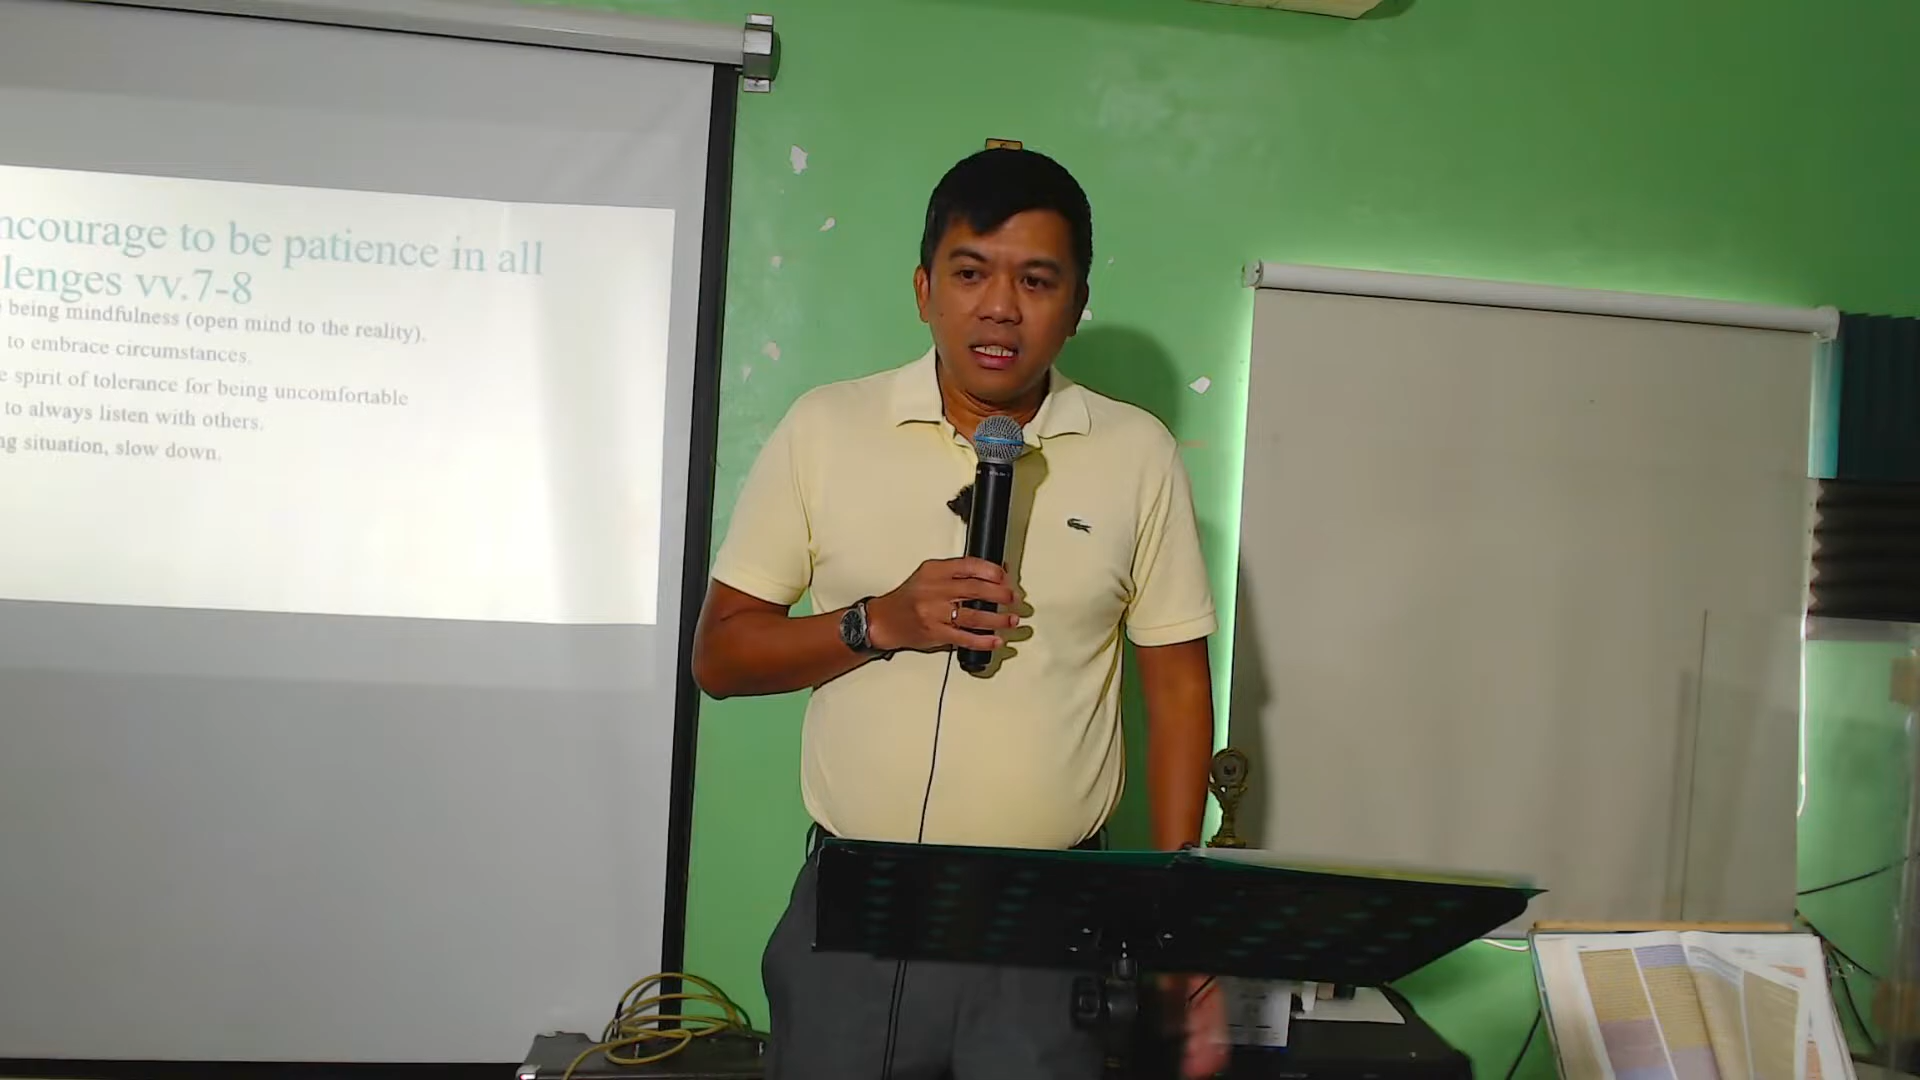 ncourage to be patience in all
lenges vv.7-8
being mindfulness (open mind to the reality).
to embrace circumstances.
e spirit of tolerance for being uncomfortable
to always listen with others.
ng situation, slow down.